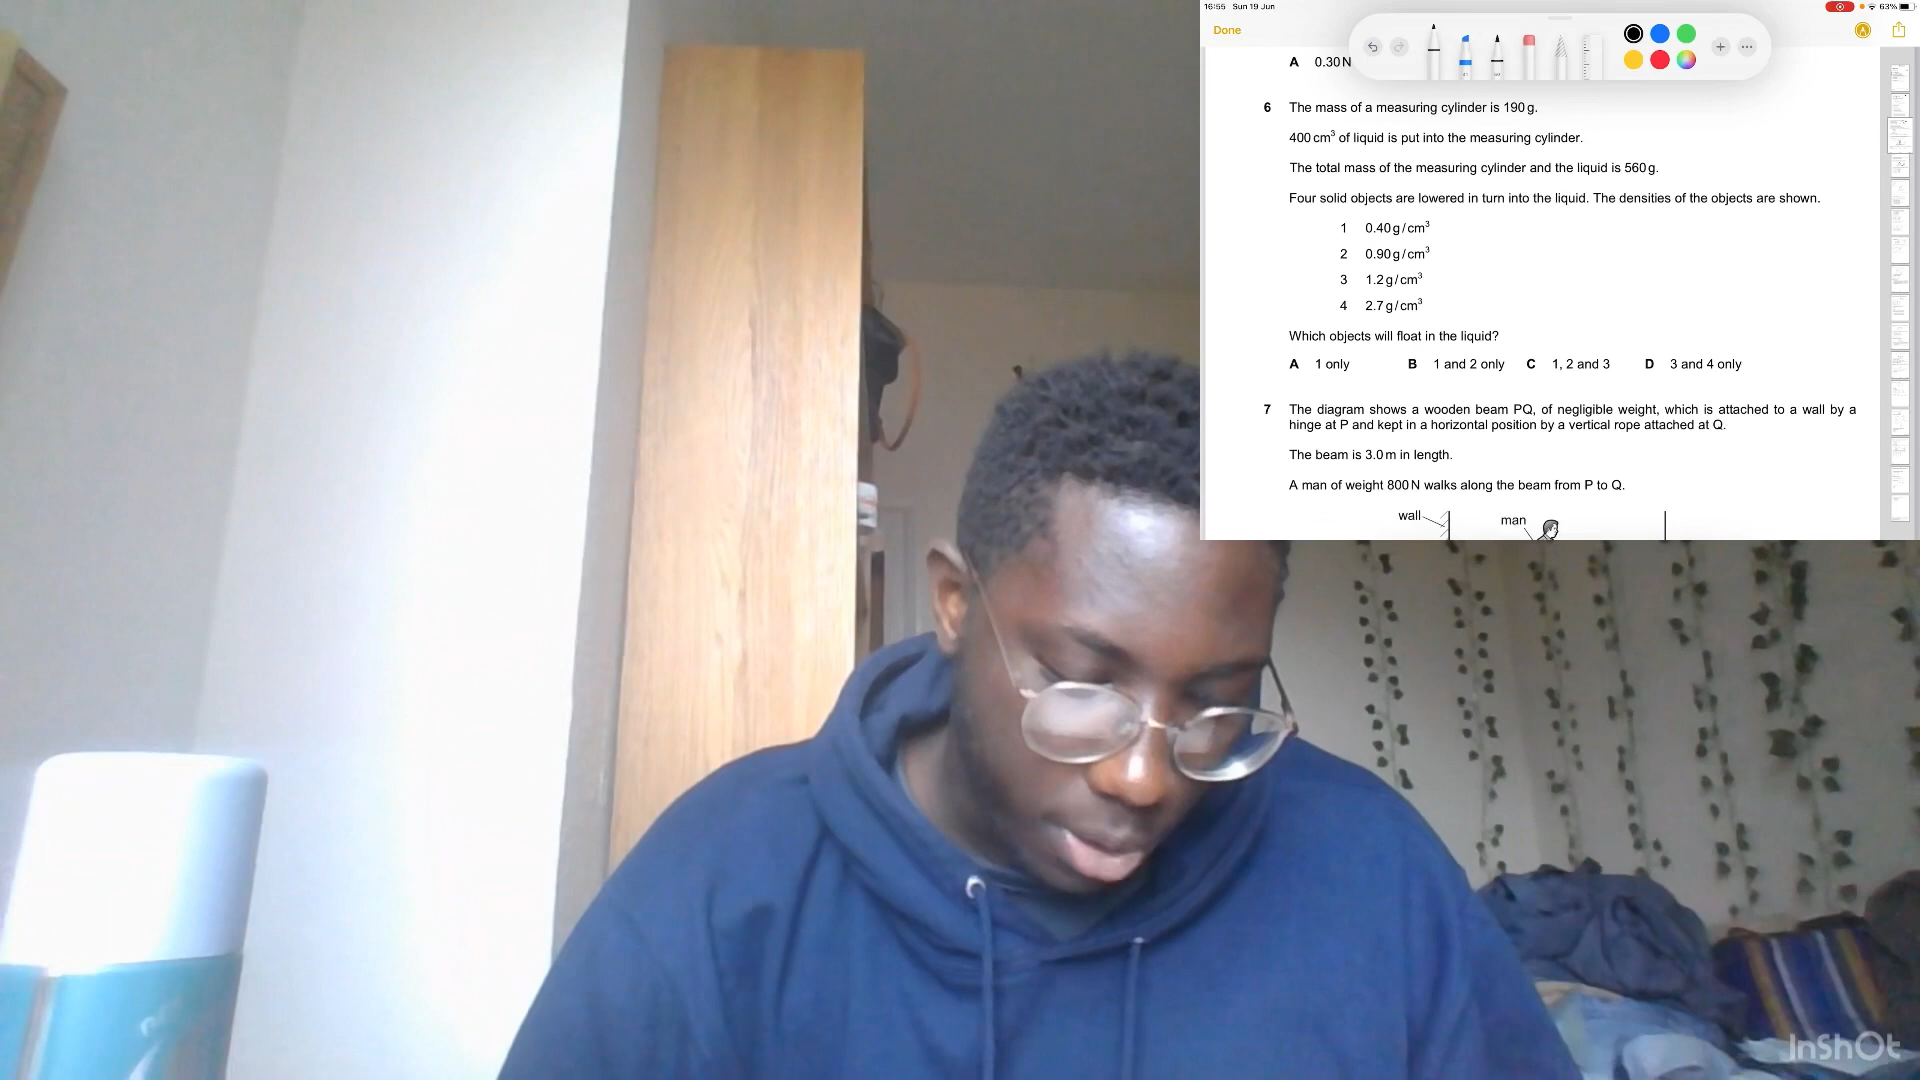 16:55 Sun 19 Jun
63%
Done
A 0.30 N
6 The mass of a measuring cylinder is 190 g.
400 cm³ of liquid is put into the measuring cylinder.
The total mass of the measuring cylinder and the liquid is 560 g.
Four solid objects are lowered in turn into the liquid. The densities of the objects are shown.
1 0.40 g / cm³
2 0.90 g / cm³
3 1.2 g / cm³
4 2.7 g / cm³
Which objects will float in the liquid?
A 1 only B 1 and 2 only C 1, 2 and 3 D 3 and 4 only
7 The diagram shows a wooden beam PQ, of negligible weight, which is attached to a wall by a
hinge at P and kept in a horizontal position by a vertical rope attached at Q.
The beam is 3.0 m in length.
A man of weight 800 N walks along the beam from P to Q.
wall man
InShOt